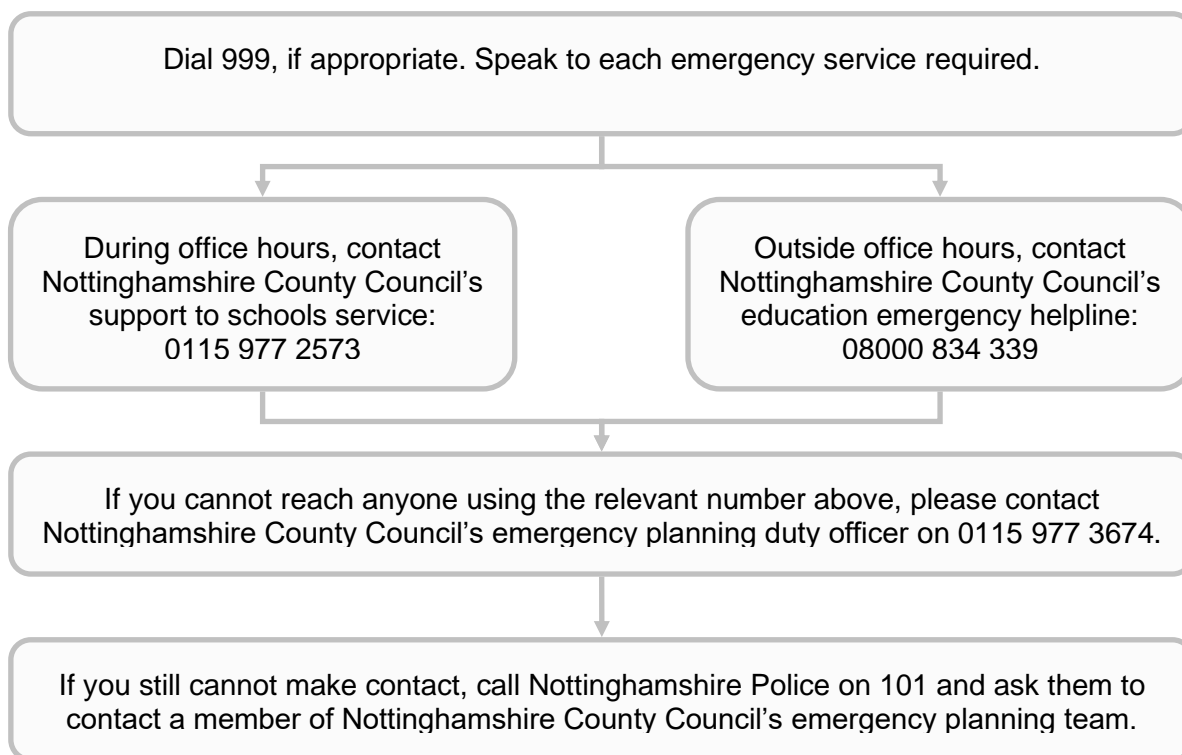 Dial 999, if appropriate. Speak to each emergency service required.
During office hours, contact
Nottinghamshire County Council’s
support to schools service:
0115 977 2573
Outside office hours, contact
Nottinghamshire County Council’s
education emergency helpline:
08000 834 339
If you cannot reach anyone using the relevant number above, please contact
Nottinghamshire County Council’s emergency planning duty officer on 0115 977 3674.
If you still cannot make contact, call Nottinghamshire Police on 101 and ask them to
contact a member of Nottinghamshire County Council’s emergency planning team.